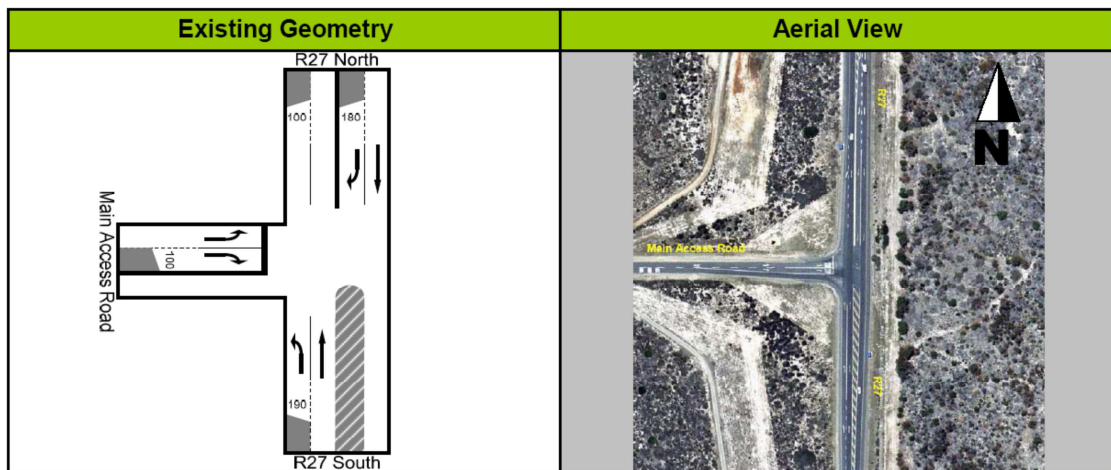 Existing Geometry
Aerial View
R27 North
100
180
Main Access Road
100
190
R27 South
R27
N
Main Access Road
R27